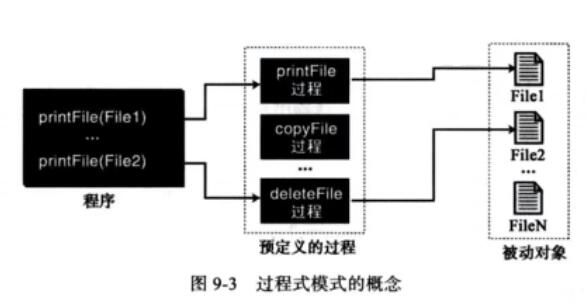 printFile(File1)
...
printFile(File2)
程序
printFile
过程
copyFile
过程
...
deleteFile
过程
预定义的过程
File1
File2
...
FileN
被动对象
图 9-3 过程式模式的概念